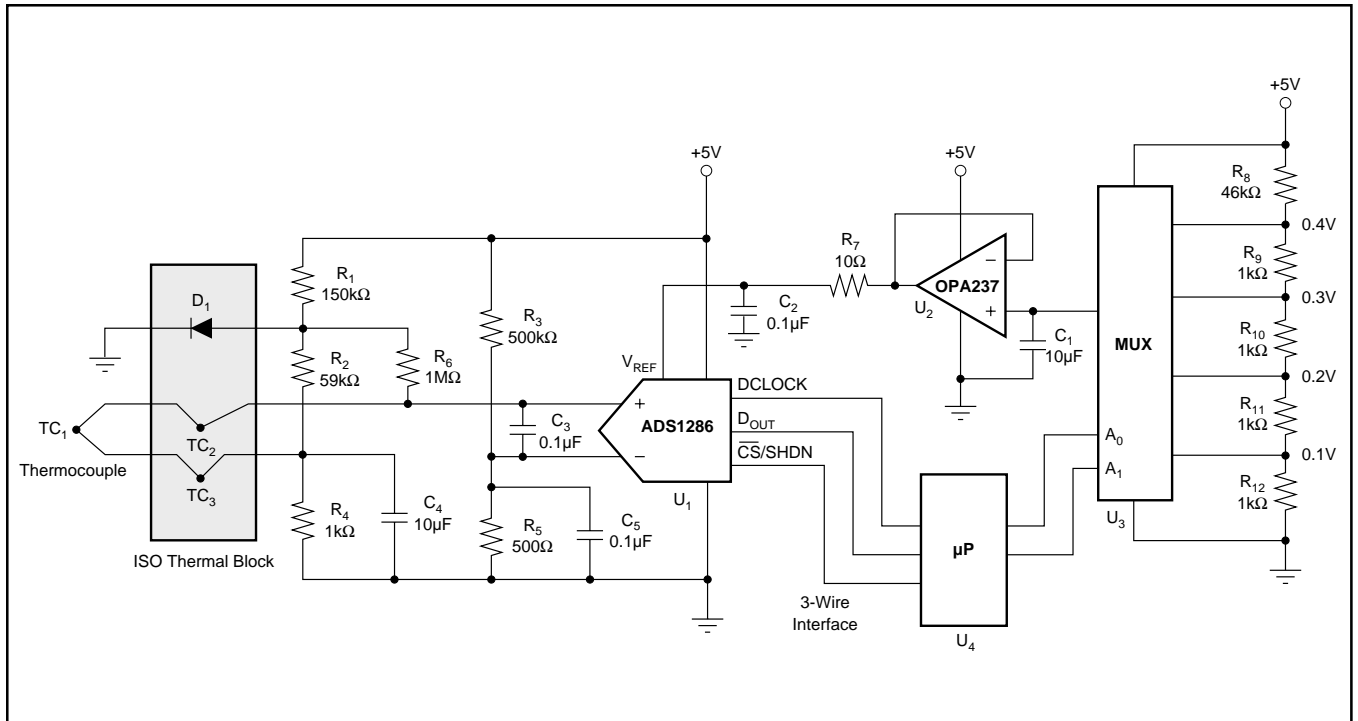 +5V
R8
46kΩ
0.4V
R9
1kΩ
0.3V
R10
1kΩ
0.2V
R11
1kΩ
0.1V
R12
1kΩ
MUX
A0
A1
U3
+5V
OPA237
−
+
U2
R7
10Ω
C1
10µF
C2
0.1µF
+5V
R1
150kΩ
D1
R2
59kΩ
R6
1MΩ
R3
500kΩ
VREF
DCLOCK
DOUT
CS/SHDN
ADS1286
+
−
U1
C3
0.1µF
TC1
Thermocouple
TC2
TC3
R4
1kΩ
C4
10µF
R5
500Ω
C5
0.1µF
ISO Thermal Block
3-Wire
Interface
µP
U4